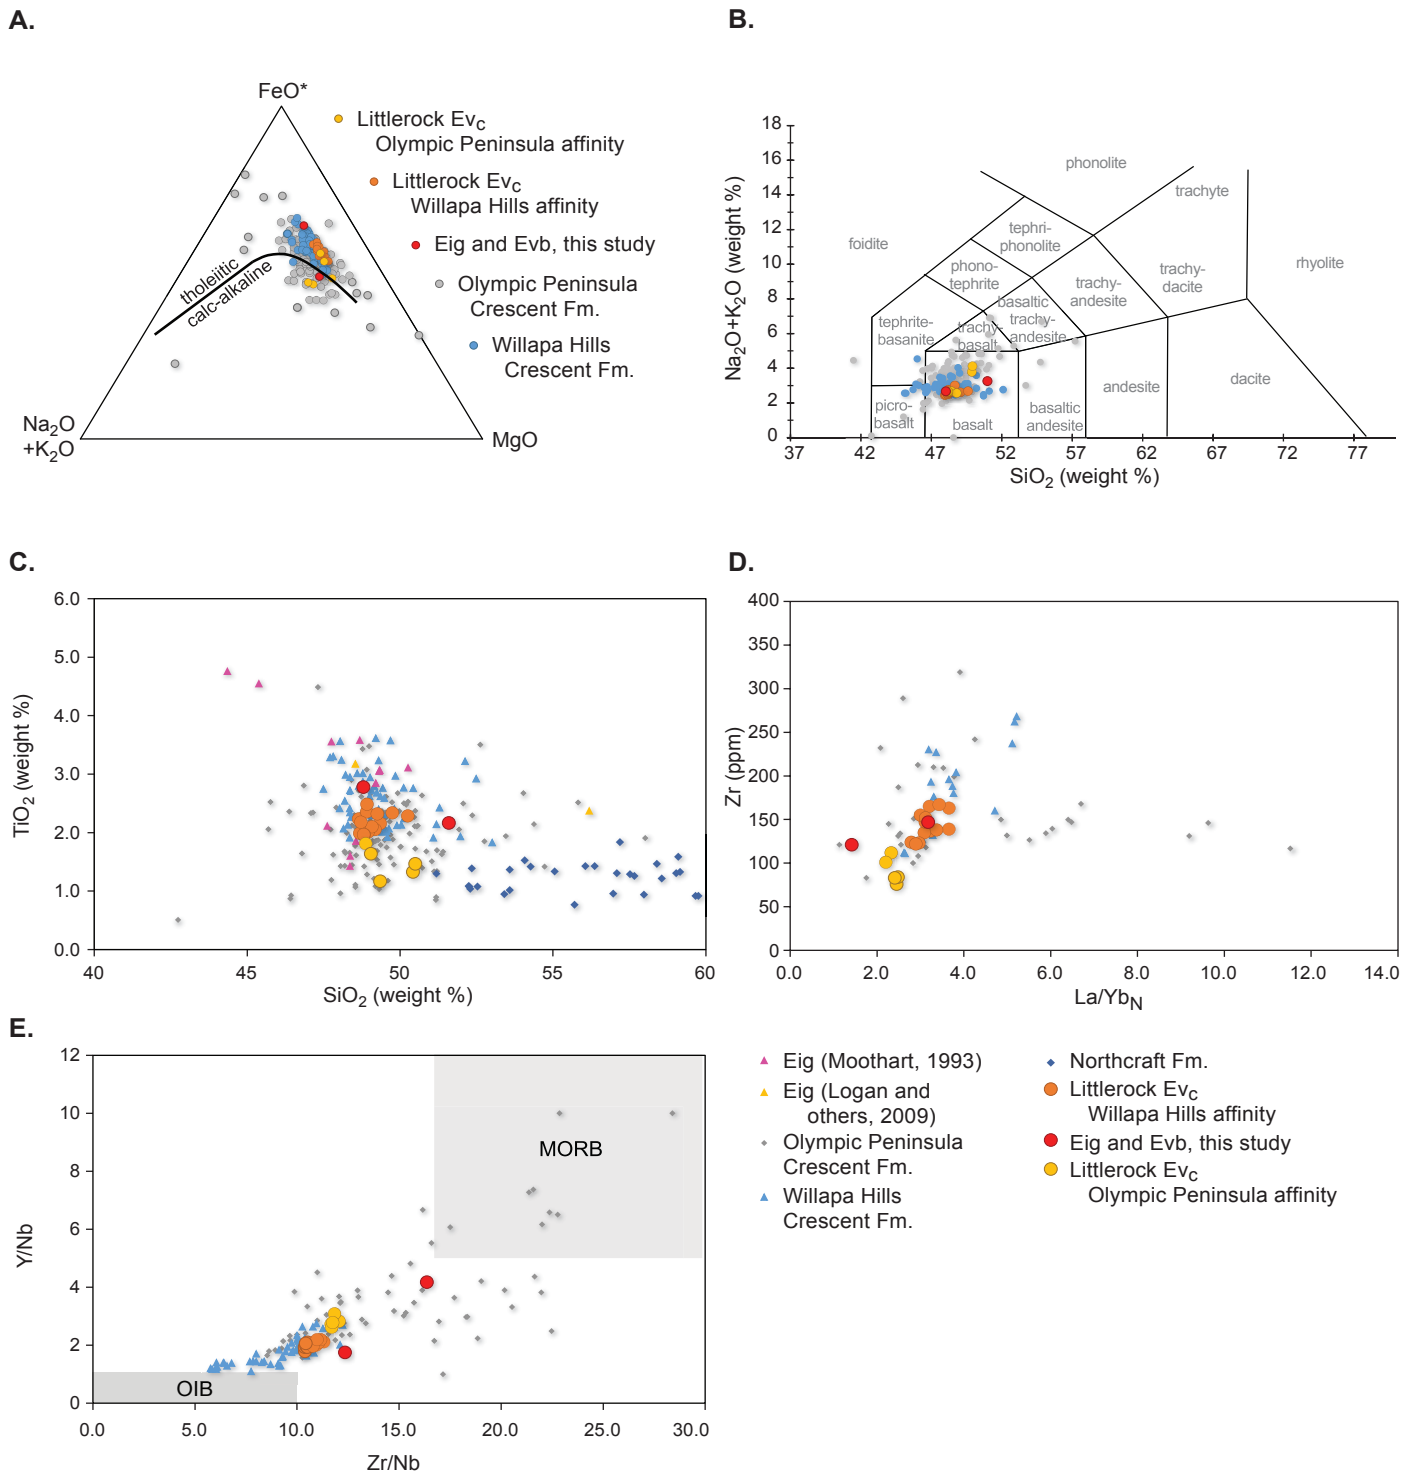 A.
FeO*
Littlerock Evc
Olympic Peninsula affinity
Littlerock Evc
Willapa Hills affinity
Eig and Evb, this study
Olympic Peninsula
Crescent Fm.
Willapa Hills
Crescent Fm.
tholeiitic
calc-alkaline
Na2O
+K2O
MgO
B.
Na2O+K2O (weight %)
18
16
14
12
10
8
6
4
2
0
phonolite
trachyte
foidite
tephri-
phonolite
rhyolite
phono-
tephrite
trachy-
andesite
trachy-
dacite
basaltic
trachy-
andesite
tephrite-
basanite
trachy-
basalt
picro-
basalt
basalt
basaltic
andesite
andesite
dacite
37
42
47
52
57
62
67
72
77
SiO2 (weight %)
C.
TiO2 (weight %)
6.0
5.0
4.0
3.0
2.0
1.0
0.0
40
45
50
55
60
SiO2 (weight %)
D.
Zr (ppm)
400
350
300
250
200
150
100
50
0
0.0
2.0
4.0
6.0
8.0
10.0
12.0
14.0
La/YbN
E.
Y/Nb
12
10
8
6
4
2
0
MORB
OIB
0.0
5.0
10.0
15.0
20.0
25.0
30.0
Zr/Nb
Eig (Moothart, 1993)
Eig (Logan and
others, 2009)
Olympic Peninsula
Crescent Fm.
Willapa Hills
Crescent Fm.
Northcraft Fm.
Littlerock Evc
Willapa Hills affinity
Eig and Evb, this study
Littlerock Evc
Olympic Peninsula affinity